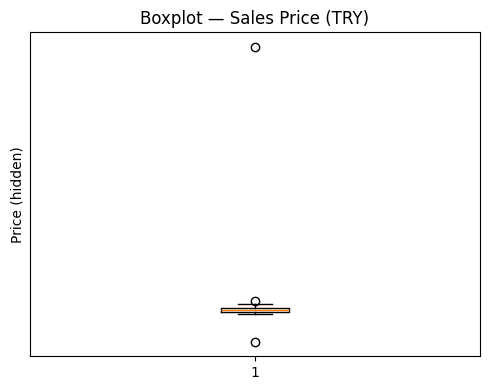 Boxplot — Sales Price (TRY)
Price (hidden)
1